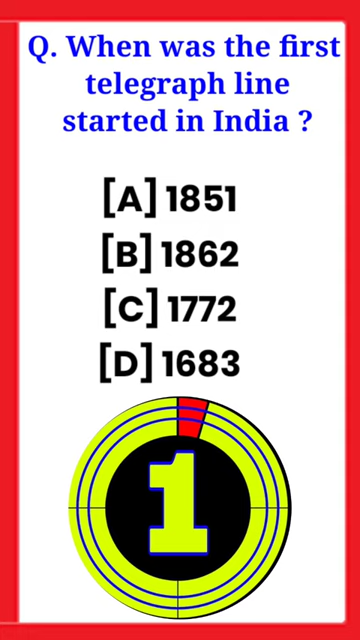 Q. When was the first
telegraph line
started in India ?
[A] 1851
[B] 1862
[C] 1772
[D] 1683
1